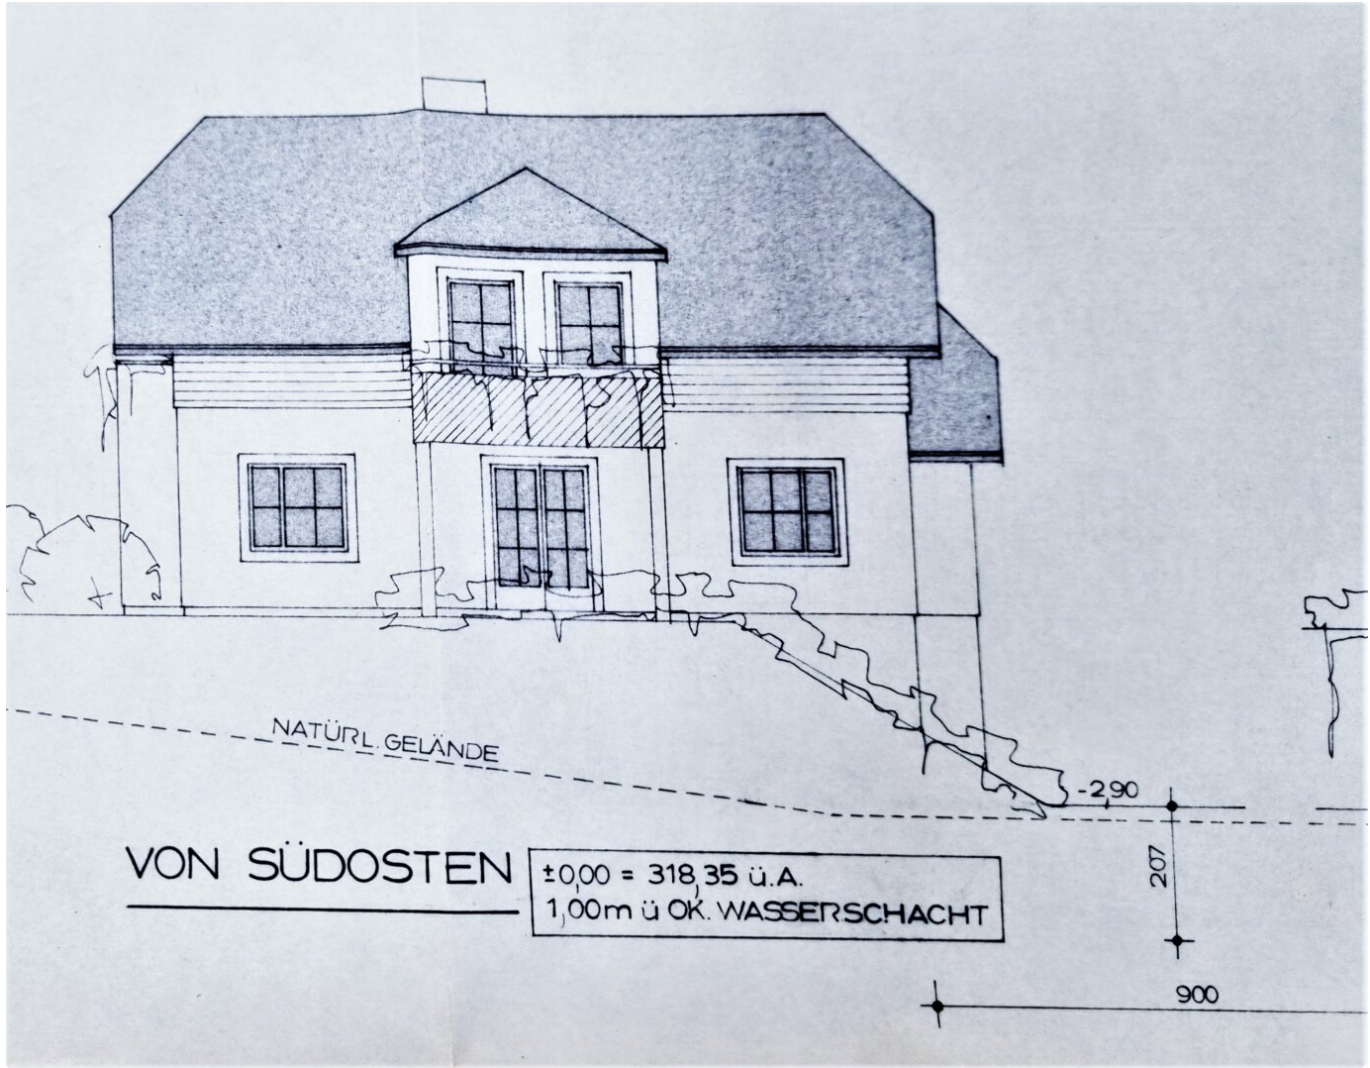 NATÜRL. GELÄNDE
-2,90
207
VON SÜDOSTEN
±0,00 = 318,35 ü.A.
1,00m ü OK. WASSERSCHACHT
900